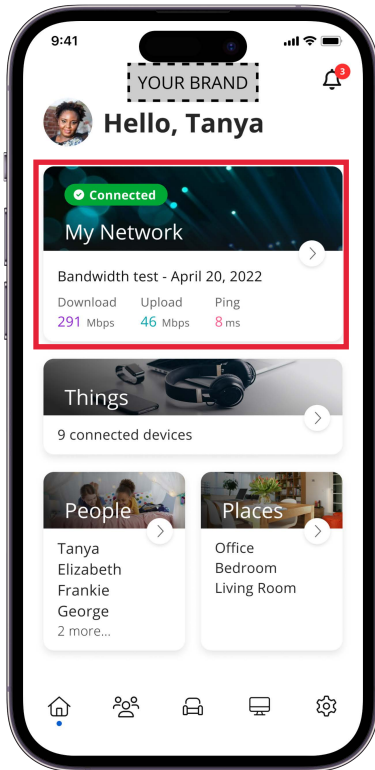 9:41
YOUR BRAND
3
Hello, Tanya
Connected
My Network
Bandwidth test - April 20, 2022
Download Upload Ping
291 Mbps 46 Mbps 8 ms
Things
9 connected devices
People
Tanya
Elizabeth
Frankie
George
2 more...
Places
Office
Bedroom
Living Room